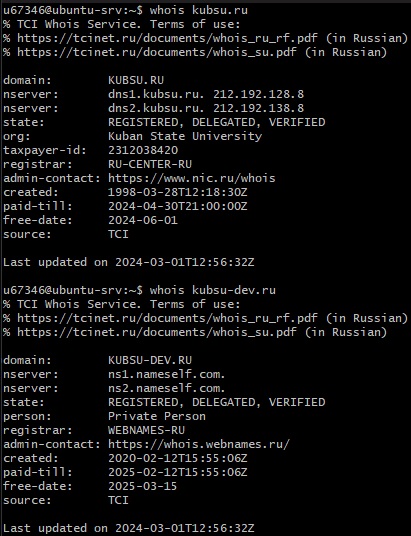 u67346@ubuntu-srv:~$ whois kubsu.ru
% TCI Whois Service. Terms of use:
% https://tcinet.ru/documents/whois_ru_rf.pdf (in Russian)
% https://tcinet.ru/documents/whois_su.pdf (in Russian)

domain:        KUBSU.RU
nserver:       dns1.kubsu.ru. 212.192.128.8
nserver:       dns2.kubsu.ru. 212.192.138.8
state:         REGISTERED, DELEGATED, VERIFIED
org:           Kuban State University
taxpayer-id:   2312038420
registrar:     RU-CENTER-RU
admin-contact: https://www.nic.ru/whois
created:       1998-03-28T12:18:30Z
paid-till:     2024-04-30T21:00:00Z
free-date:     2024-06-01
source:        TCI

Last updated on 2024-03-01T12:56:32Z

u67346@ubuntu-srv:~$ whois kubsu-dev.ru
% TCI Whois Service. Terms of use:
% https://tcinet.ru/documents/whois_ru_rf.pdf (in Russian)
% https://tcinet.ru/documents/whois_su.pdf (in Russian)

domain:        KUBSU-DEV.RU
nserver:       ns1.nameself.com.
nserver:       ns2.nameself.com.
state:         REGISTERED, DELEGATED, VERIFIED
person:        Private Person
registrar:     WEBNAMES-RU
admin-contact: https://whois.webnames.ru/
created:       2020-02-12T15:55:06Z
paid-till:     2025-02-12T15:55:06Z
free-date:     2025-03-15
source:        TCI

Last updated on 2024-03-01T12:56:32Z